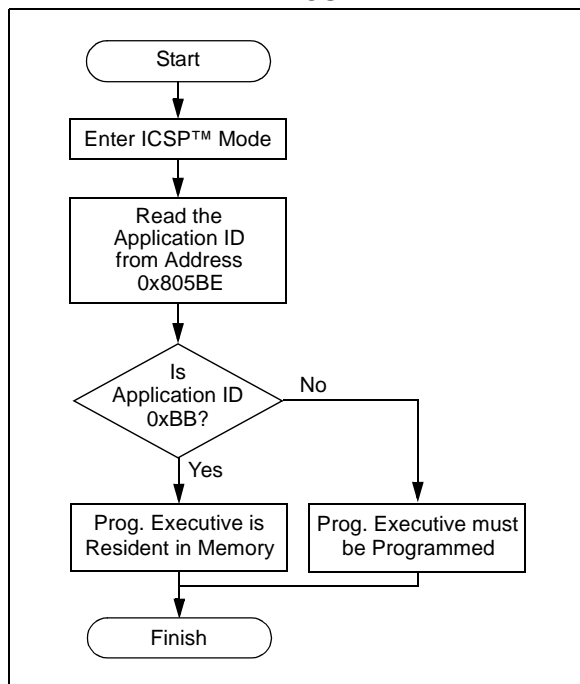 Start
Enter ICSP™ Mode
Read the
Application ID
from Address
0x805BE
Is
Application ID
0xBB?
No
Yes
Prog. Executive is
Resident in Memory
Prog. Executive must
be Programmed
Finish